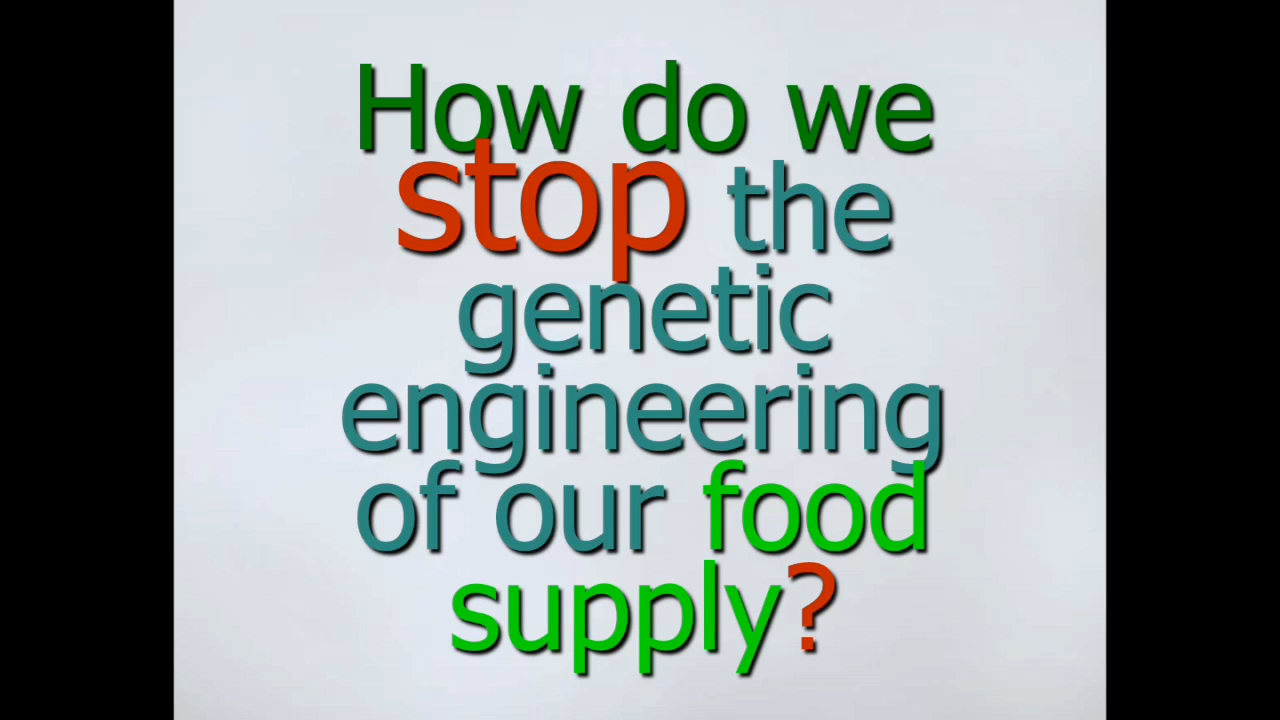 How do we
stop the
genetic
engineering
of our food
supply?